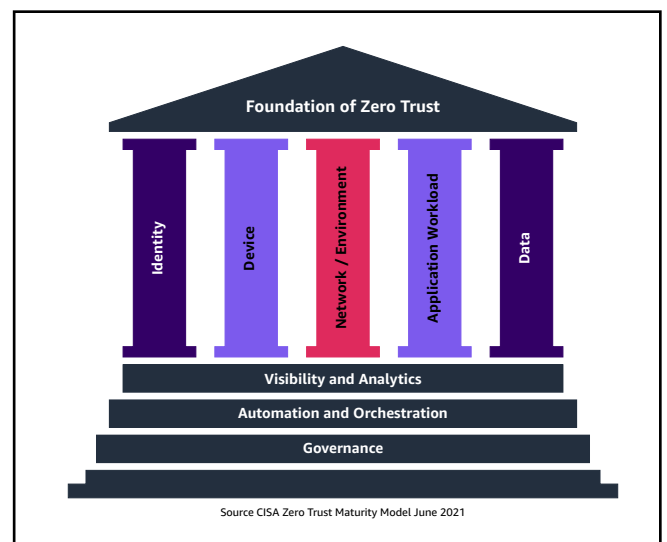 Foundation of Zero Trust
Identity
Device
Network / Environment
Application Workload
Data
Visibility and Analytics
Automation and Orchestration
Governance
Source CISA Zero Trust Maturity Model June 2021